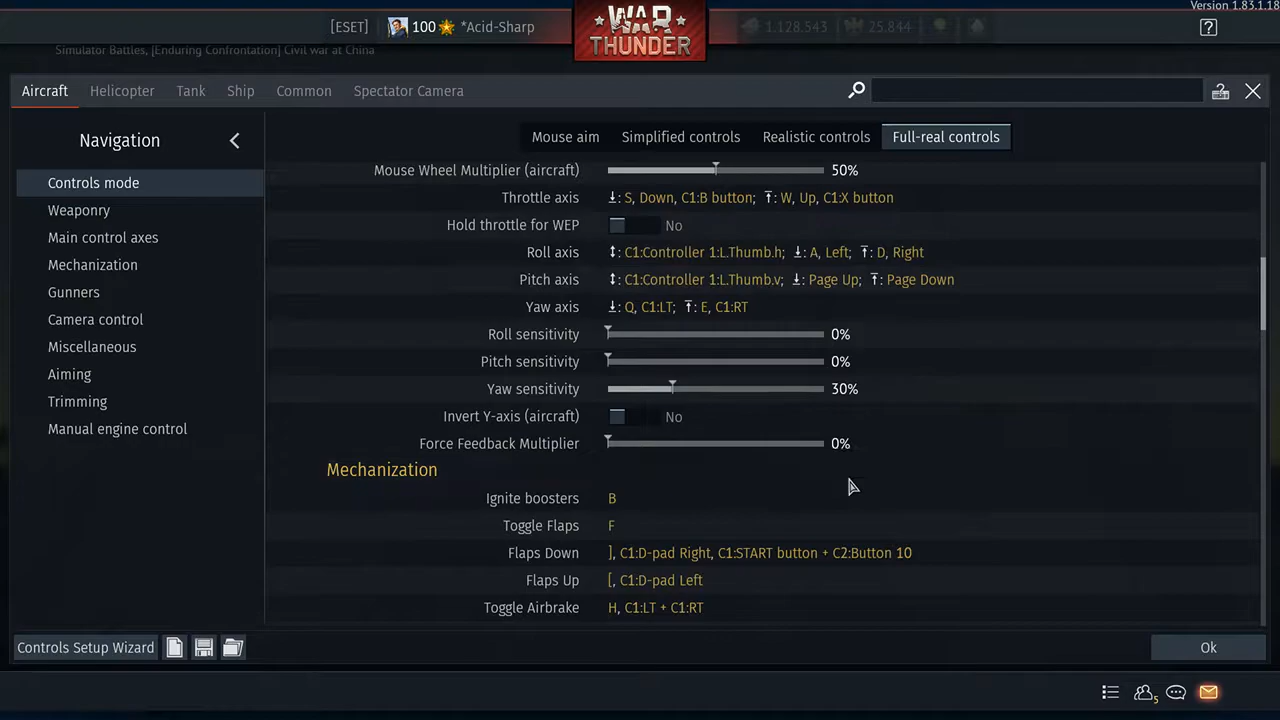 Version 1.83.1.18
[ESET] 100 *Acid-Sharp
WAR THUNDER
1.128.543 25.844
?
Simulator Battles, [Enduring Confrontation] Civil war at China
Aircraft Helicopter Tank Ship Common Spectator Camera
Navigation
Mouse aim Simplified controls Realistic controls Full-real controls
Controls mode
Weaponry
Main control axes
Mechanization
Gunners
Camera control
Miscellaneous
Aiming
Trimming
Manual engine control
Mouse Wheel Multiplier (aircraft) 50%
Throttle axis : S, Down, C1:B button; : W, Up, C1:X button
Hold throttle for WEP No
Roll axis : C1:Controller 1:L.Thumb.h; : A, Left; : D, Right
Pitch axis : C1:Controller 1:L.Thumb.v; : Page Up; : Page Down
Yaw axis : Q, C1:LT; : E, C1:RT
Roll sensitivity 0%
Pitch sensitivity 0%
Yaw sensitivity 30%
Invert Y-axis (aircraft) No
Force Feedback Multiplier 0%
Mechanization
Ignite boosters B
Toggle Flaps F
Flaps Down ], C1:D-pad Right, C1:START button + C2:Button 10
Flaps Up [, C1:D-pad Left
Toggle Airbrake H, C1:LT + C1:RT
Controls Setup Wizard
Ok
5